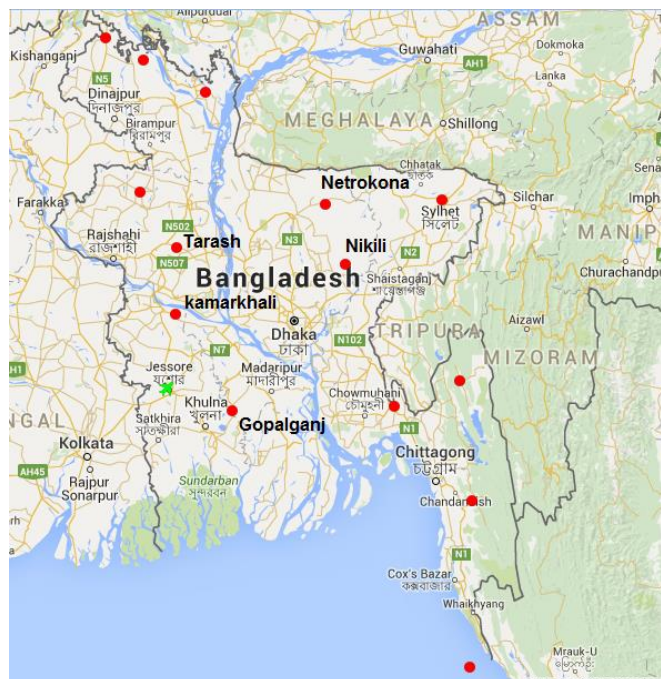 Alipurduar
ASSAM
Kishanganj
Guwahati
Dokmoka
AH1
N5
Lanka
Dinajpur
দিনাজপুর
MEGHALAYA
Shillong
Birampur
বিরামপুর
Chhatak
ছাতক
Netrokona
Silchar
Farakka
Sylhet
সিলেট
N502
Rajshahi
রাজশাহী
Tarash
N3
Nikili
N2
MANIP
N507
Shaistaganj
শায়েস্তাগঞ্জ
Churachandpur
Bangladesh
kamarkhali
Dhaka
ঢাকা
TRIPURA
Aizawl
N102
MIZORAM
N7
AH1
Jessore
যশোর
Madaripur
মাদারীপুর
Chowmuhani
চৌমুহনী
Khulna
খুলনা
Satkhira
সাতক্ষীরা
Gopalganj
N1
NGAL
Kolkata
Chittagong
চট্টগ্রাম
AH45
Rajpur
Sonarpur
Sundarban
সুন্দরবন
N1
Cox's Bazar
কক্সবাজার
Whaikhyang
Mrauk-U